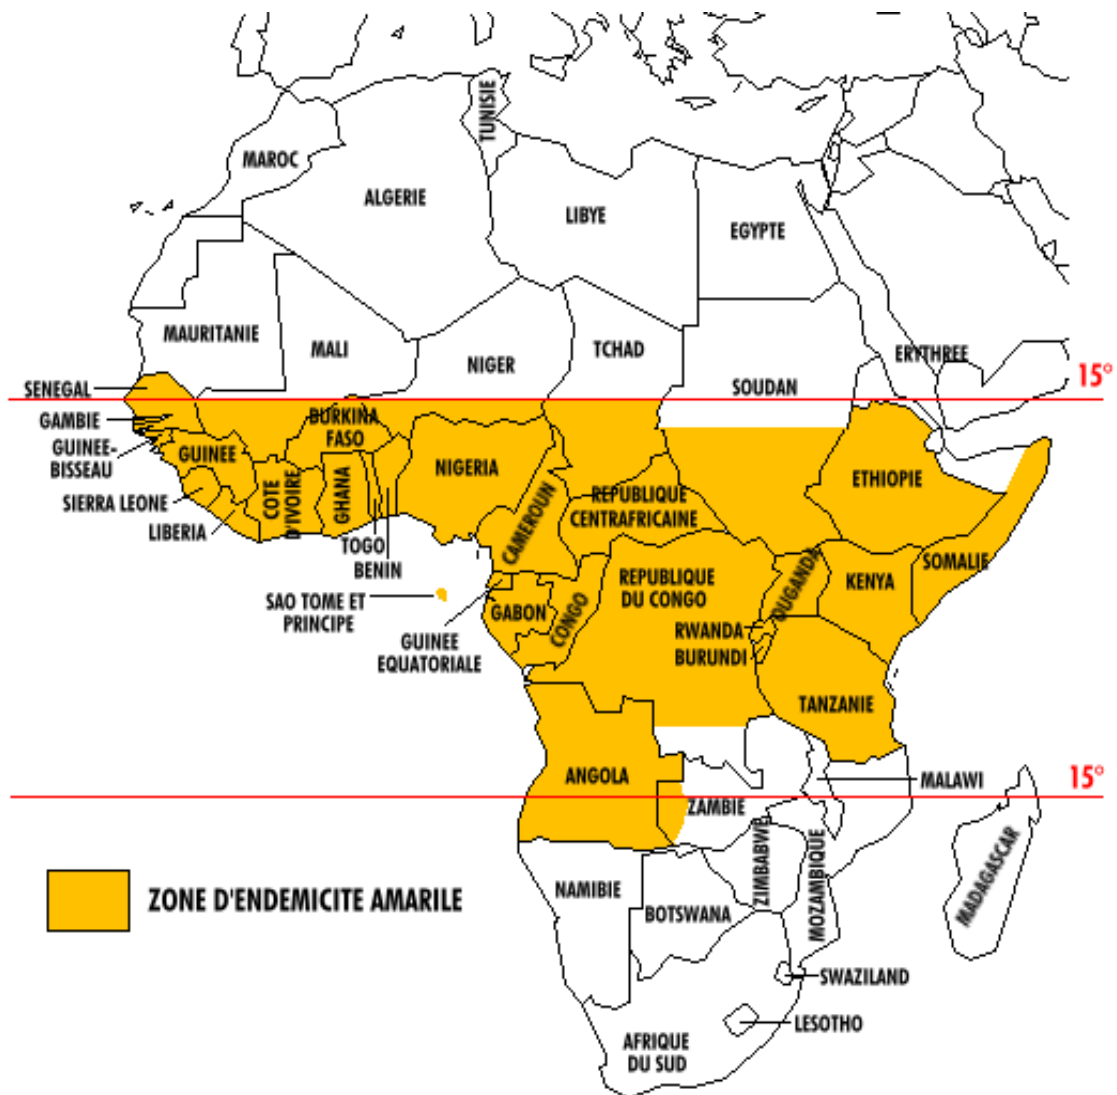 TUNISIE
MAROC
ALGERIE
LIBYE
EGYPTE
MAURITANIE
MALI
NIGER
TCHAD
ERYTHREE
SOUDAN
15°
SENEGAL
GAMBIE
GUINEE-
BISSEAU
GUINEE
BURKINA
FASO
NIGERIA
ETHIOPIE
SIERRA LEONE
LIBERIA
COTE
D'IVOIRE
GHANA
TOGO
BENIN
CAMEROUN
REPUBLIQUE
CENTRAFRICAINE
SOMALIE
SAO TOME ET
PRINCIPE
GUINEE
EQUATORIALE
GABON
CONGO
REPUBLIQUE
DU CONGO
OUGANDA
KENYA
RWANDA
BURUNDI
TANZANIE
ANGOLA
ZAMBIE
MALAWI
15°
ZIMBABWE
MOZAMBIQUE
MADAGASCAR
NAMIBIE
BOTSWANA
ZONE D'ENDEMICITE AMARILE
SWAZILAND
LESOTHO
AFRIQUE
DU SUD